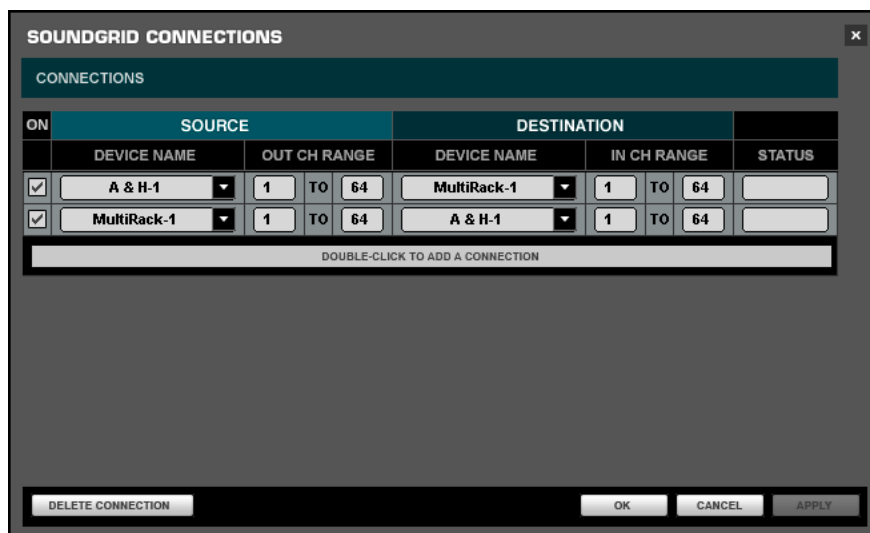 SOUNDGRID CONNECTIONS
CONNECTIONS
ON SOURCE DESTINATION
DEVICE NAME OUT CH RANGE DEVICE NAME IN CH RANGE STATUS
A & H-1 1 TO 64 MultiRack-1 1 TO 64
MultiRack-1 1 TO 64 A & H-1 1 TO 64
DOUBLE-CLICK TO ADD A CONNECTION
DELETE CONNECTION OK CANCEL APPLY